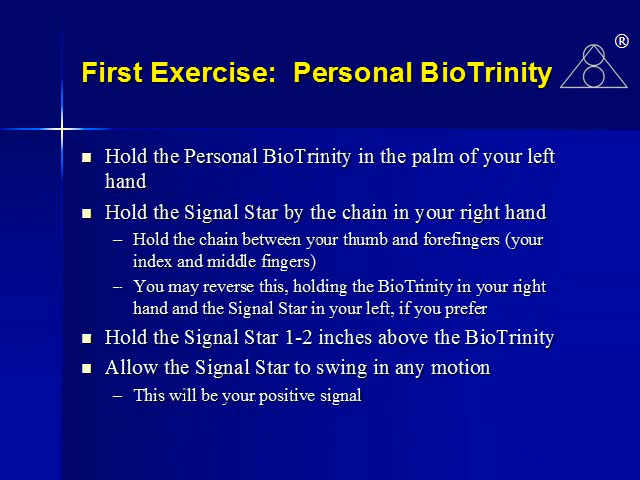 ®
First Exercise:  Personal BioTrinity
Hold the Personal BioTrinity in the palm of your left
hand
Hold the Signal Star by the chain in your right hand
– Hold the chain between your thumb and forefingers (your
index and middle fingers)
– You may reverse this, holding the BioTrinity in your right
hand and the Signal Star in your left, if you prefer
Hold the Signal Star 1-2 inches above the BioTrinity
Allow the Signal Star to swing in any motion
– This will be your positive signal